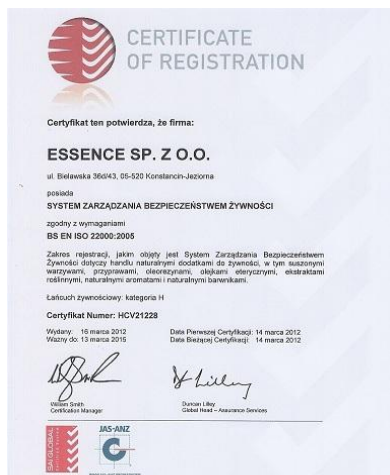 CERTIFICATE
OF REGISTRATION
Certyfikat ten potwierdza, że firma:
ESSENCE SP. Z O.O.
ul. Bielawska 36d/43, 05-520 Konstancin-Jeziorna
posiada
SYSTEM ZARZĄDZANIA BEZPIECZEŃSTWEM ŻYWNOŚCI
zgodny z wymaganiami
BS EN ISO 22000:2005
Zakres rejestracji, jakim objęty jest System Zarządzania Bezpieczeństwem
Żywności dotyczy handlu naturalnymi dodatkami do żywności, w tym suszonymi
warzywami, przyprawami, oleorezynami, olejkami eterycznymi, ekstraktami
roślinnymi, naturalnymi aromatami i naturalnymi barwnikami.
Łańcuch żywnościowy: kategoria H
Certyfikat Numer: HCV21228
Wydany: 16 marca 2012 Data Pierwszej Certyfikacji: 14 marca 2012
Ważny do: 13 marca 2015 Data Bieżącej Certyfikacji: 14 marca 2012
Smith Duncan Lilley
Certification Manager Global Head – Assurance Services
SAI GLOBAL
JAS-ANZ